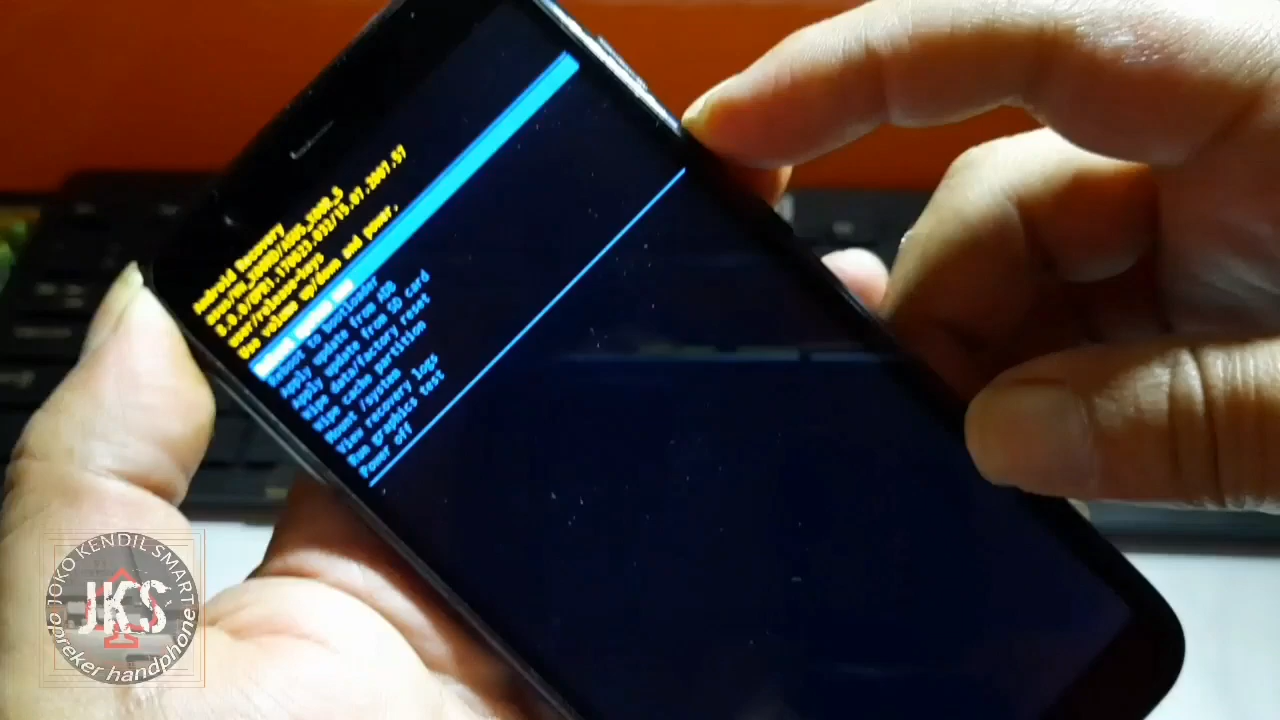 Android Recovery
8.0.0/OPR1.170623.032/15.07.2007.57
user/release-keys
Use volume up/down and power.
Reboot to bootloader
Apply update from ADB
Apply update from SD card
Wipe data/factory reset
Wipe cache partition
Mount /system
View recovery logs
Run graphics test
Power off
JOKO KENDIL SMART
JKS
opreker handphone